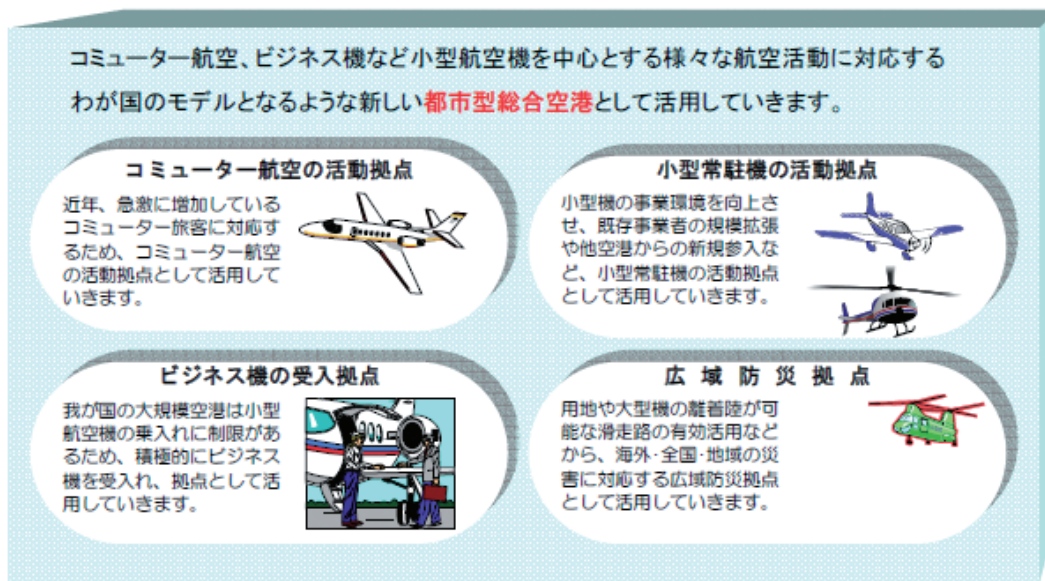 コミューター航空、ビジネス機など小型航空機を中心とする様々な航空活動に対応する
わが国のモデルとなるような新しい都市型総合空港として活用していきます。
コミューター航空の活動拠点
近年、急激に増加している
コミューター旅客に対応す
るため、コミューター航空
の活動拠点として活用して
いきます。
小型常駐機の活動拠点
小型機の事業環境を向上さ
せ、既存事業者の規模拡張
や他空港からの新規参入な
ど、小型常駐機の活動拠点
として活用していきます。
ビジネス機の受入拠点
我が国の大規模空港は小型
航空機の乗入れに制限があ
るため、積極的にビジネス
機を受入れ、拠点として活
用していきます。
広域防災拠点
用地や大型機の離着陸が可
能な滑走路の有効活用など
から、海外・全国・地域の災
害に対応する広域防災拠点
として活用していきます。